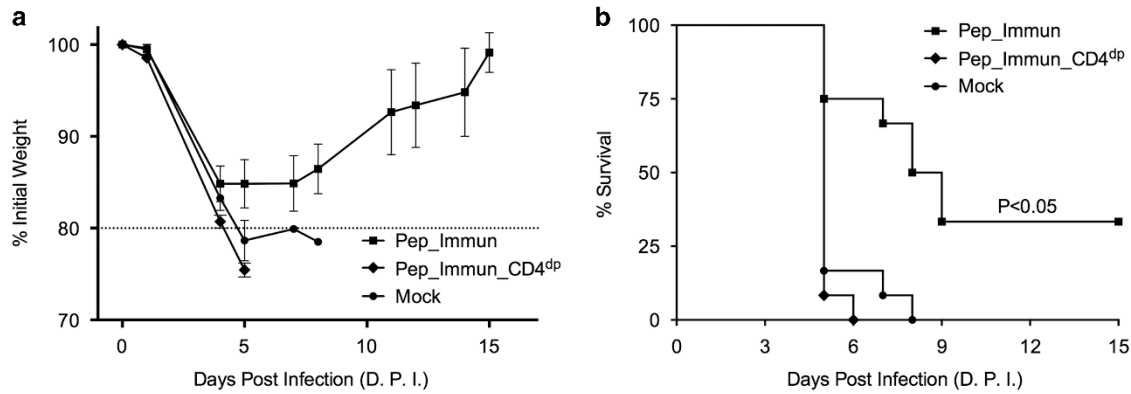 a
100
90
80
70
% Initial Weight
Pep_Immun
Pep_Immun_CD4dp
Mock
0
5
10
15
Days Post Infection (D. P. I.)
b
100
75
50
25
0
% Survival
Pep_Immun
Pep_Immun_CD4dp
Mock
P<0.05
0
3
6
9
12
15
Days Post Infection (D. P. I.)